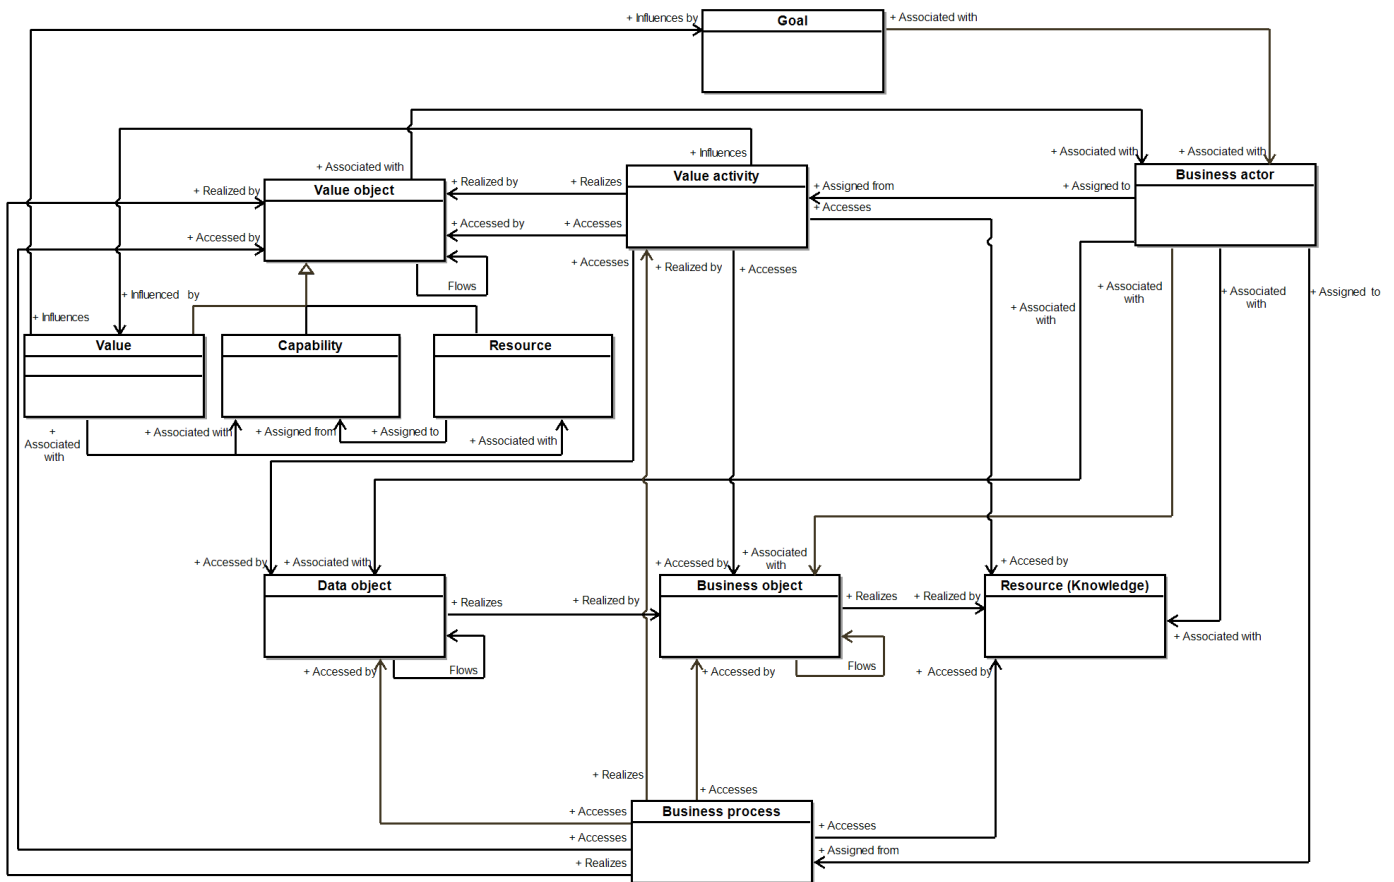 + Influences by
Goal
+ Associated with
+ Influences
+ Associated with
+ Associated with
+ Associated with
Value object
+ Realized by
+ Realized by
+ Realizes
Value activity
+ Assigned from
+ Assigned to
Business actor
+ Accesses
+ Accessed by
+ Accessed by
+ Accesses
Flows
+ Accesses
+ Realized by
+ Accesses
+ Associated
with
+ Associated
with
+ Associated
with
+ Assigned to
+ Influenced by
+ Influences
Value
Capability
Resource
+
Associated
with
+ Associated with
+ Assigned from
+ Assigned to
+ Associated with
+ Accessed by
+ Associated with
+ Accessed by
+ Associated
with
+ Accesed by
Data object
Business object
Resource (Knowledge)
+ Realizes
+ Realized by
+ Realizes
+ Realized by
+ Associated with
+ Accessed by
Flows
+ Accessed by
Flows
+ Accessed by
+ Realizes
+ Accesses
+ Accesses
Business process
+ Accesses
+ Accesses
+ Assigned from
+ Realizes